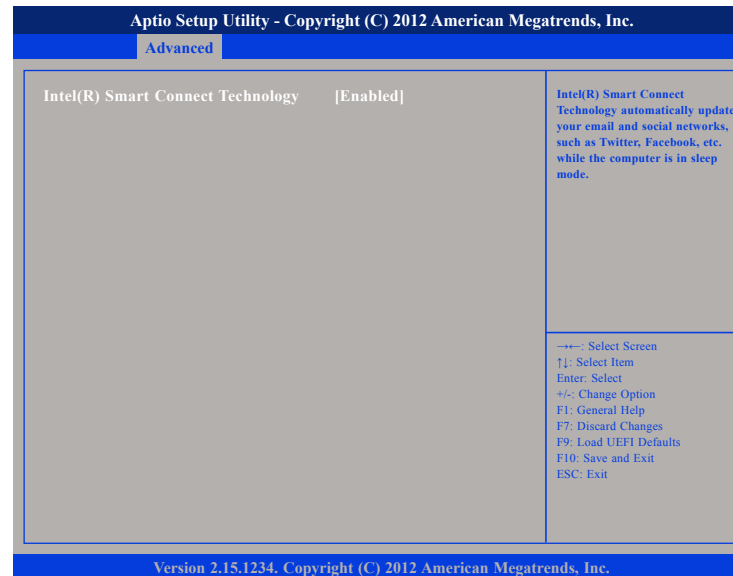 Aptio Setup Utility - Copyright (C) 2012 American Megatrends, Inc.
Advanced
Intel(R) Smart Connect Technology [Enabled]
Intel(R) Smart Connect
Technology automatically update
your email and social networks,
such as Twitter, Facebook, etc.
while the computer is in sleep
mode.
→←: Select Screen
↑↓: Select Item
Enter: Select
+/-: Change Option
F1: General Help
F7: Discard Changes
F9: Load UEFI Defaults
F10: Save and Exit
ESC: Exit
Version 2.15.1234. Copyright (C) 2012 American Megatrends, Inc.